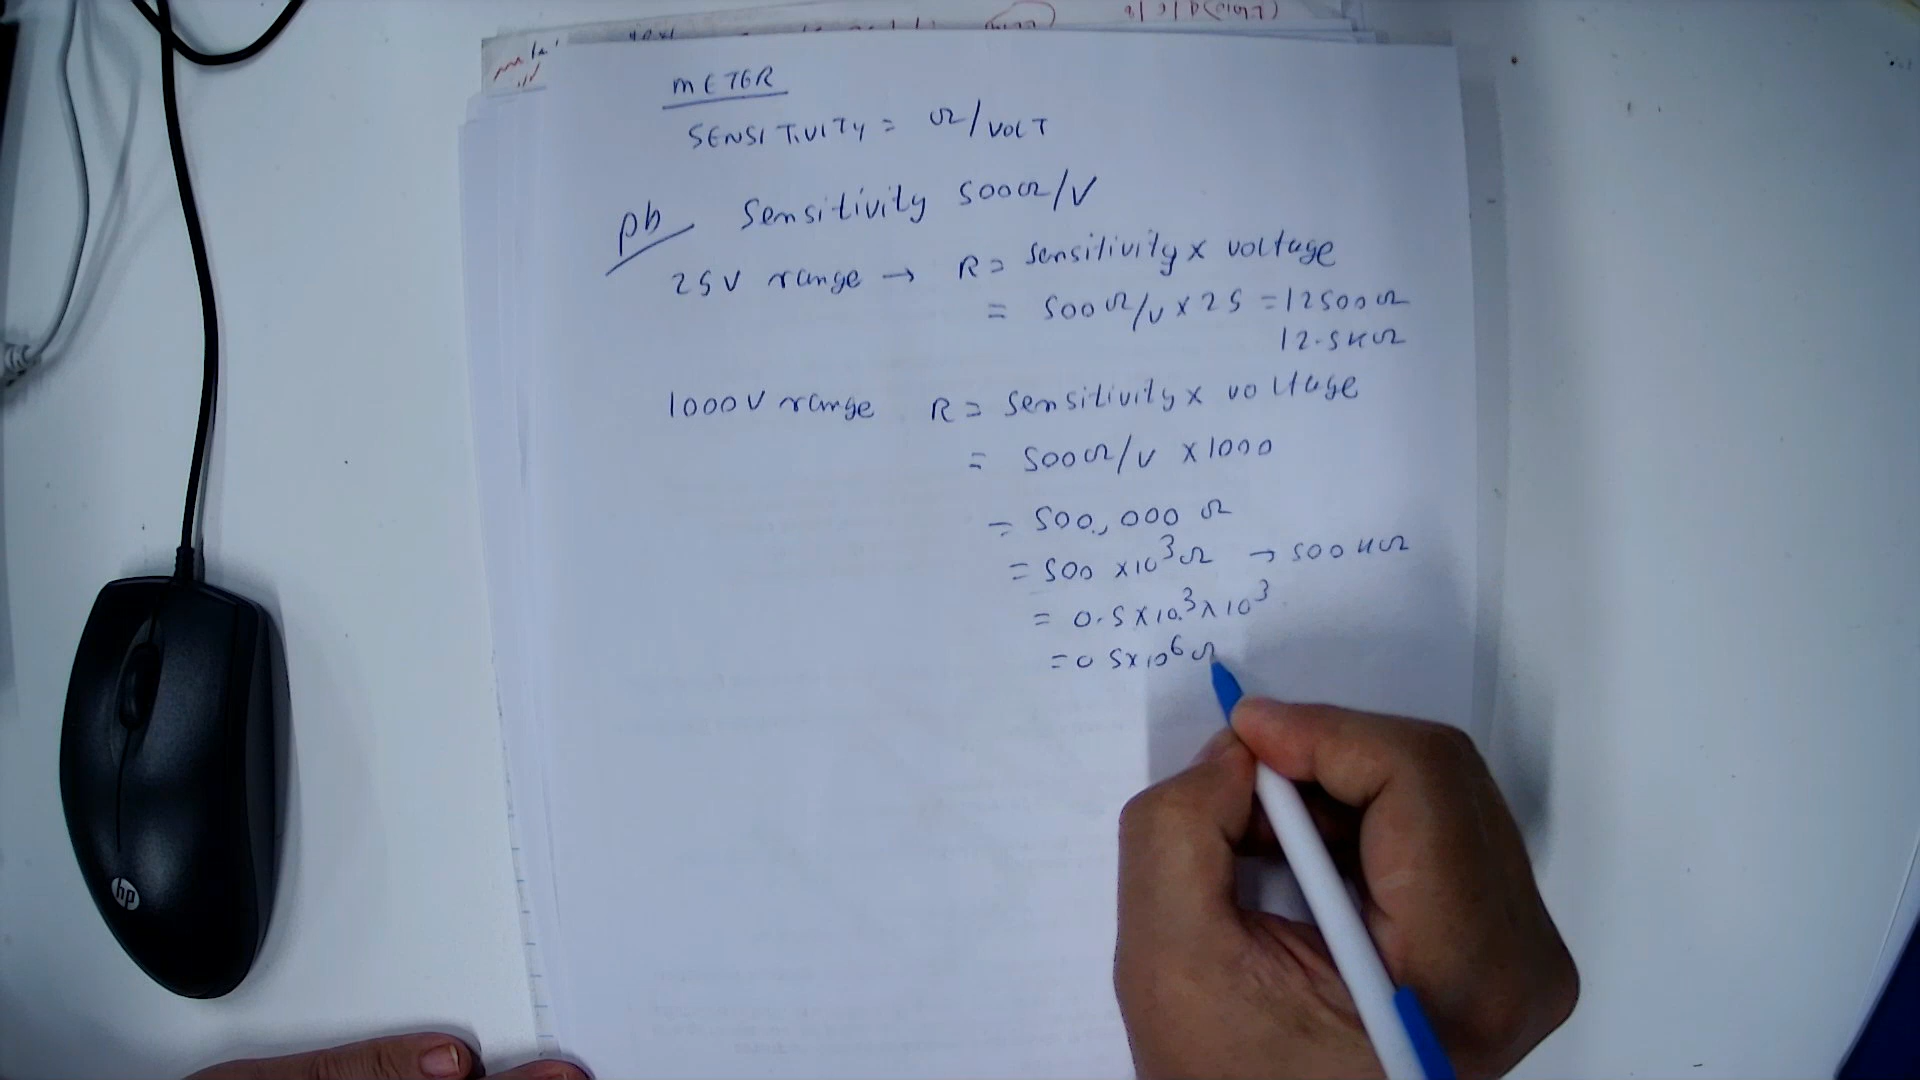 METER
SENSITIVITY = Ω/VOLT
pb Sensitivity 500Ω/V
25V range → R = sensitivity x voltage
= 500Ω/V x 25 = 12500Ω
12.5KΩ
1000V range R = sensitivity x voltage
= 500Ω/V x 1000
= 500,000 Ω
= 500 x10³Ω → 500KΩ
= 0.5x10³x10³
= 0.5x10⁶Ω
hp